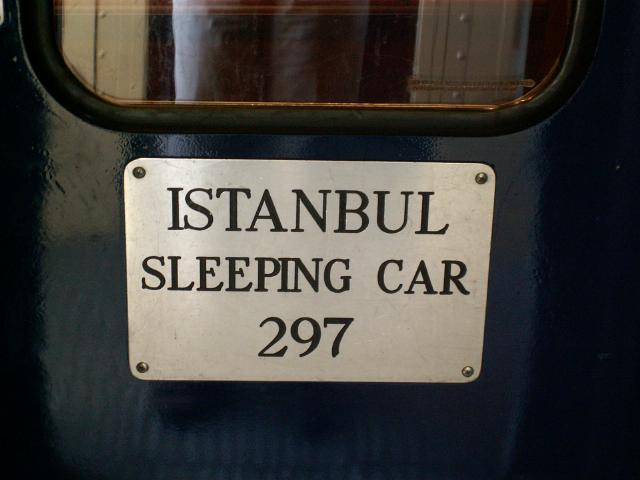 ISTANBUL
SLEEPING CAR
297